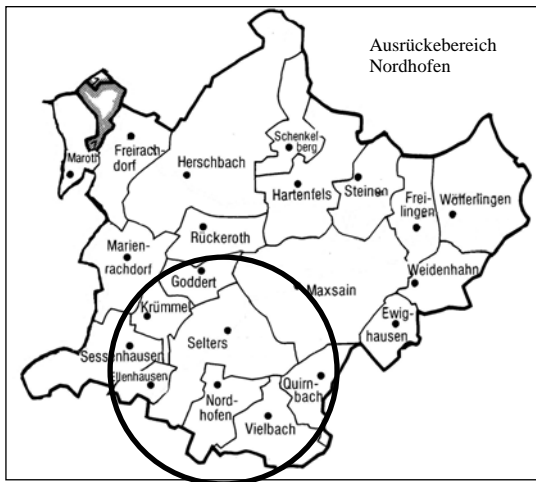 Ausrückebereich
Nordhofen
Schenkel-
berg
Maroth
Freirach-
dorf
Herschbach
Hartenfels
Steinen
Frei-
lingen
Wölferlingen
Rückeroth
Marien-
rachdorf
Goddert
Maxsain
Weidenhahn
Krümmel
Ewig-
hausen
Selters
Sessenhausen
Ellenhausen
Nord-
hofen
Quirn-
bach
Vielbach